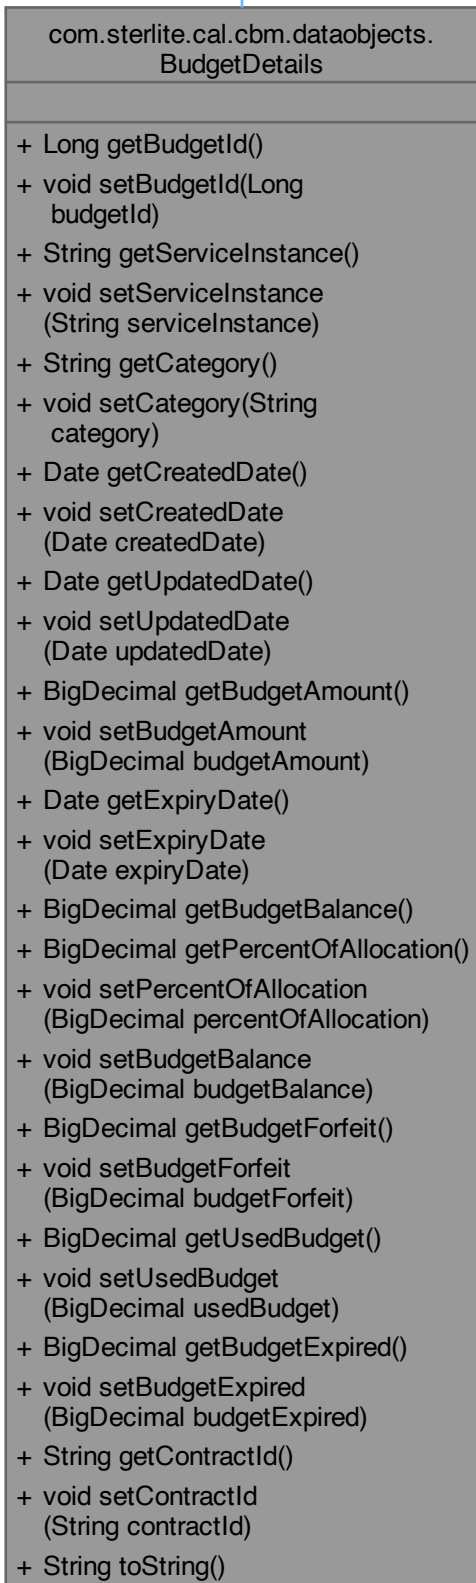 com.sterlite.cal.cbm.dataobjects.
BudgetDetails
+ Long getBudgetId()
+ void setBudgetId(Long
budgetId)
+ String getServiceInstance()
+ void setServiceInstance
(String serviceInstance)
+ String getCategory()
+ void setCategory(String
category)
+ Date getCreatedDate()
+ void setCreatedDate
(Date createdDate)
+ Date getUpdatedDate()
+ void setUpdatedDate
(Date updatedDate)
+ BigDecimal getBudgetAmount()
+ void setBudgetAmount
(BigDecimal budgetAmount)
+ Date getExpiryDate()
+ void setExpiryDate
(Date expiryDate)
+ BigDecimal getBudgetBalance()
+ BigDecimal getPercentOfAllocation()
+ void setPercentOfAllocation
(BigDecimal percentOfAllocation)
+ void setBudgetBalance
(BigDecimal budgetBalance)
+ BigDecimal getBudgetForfeit()
+ void setBudgetForfeit
(BigDecimal budgetForfeit)
+ BigDecimal getUsedBudget()
+ void setUsedBudget
(BigDecimal usedBudget)
+ BigDecimal getBudgetExpired()
+ void setBudgetExpired
(BigDecimal budgetExpired)
+ String getContractId()
+ void setContractId
(String contractId)
+ String toString()